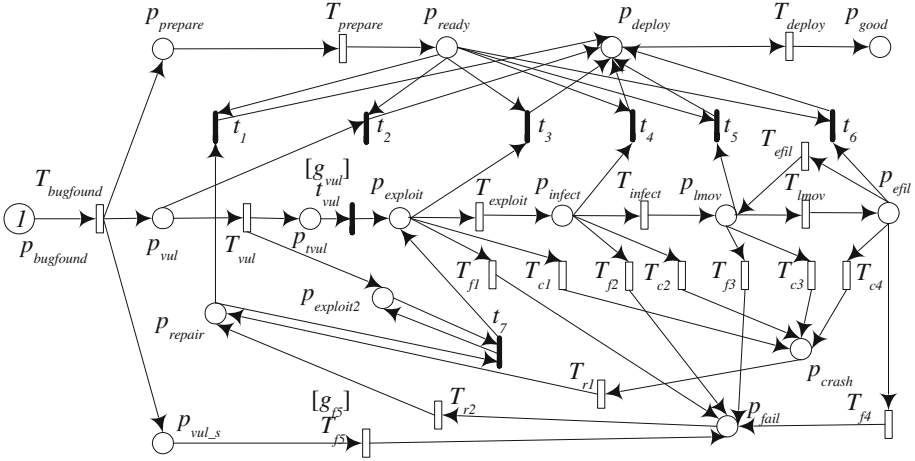 p_prepare T_prepare p_ready p_deploy T_deploy p_good
t_1 t_2 t_3 t_4 t_5 t_6
T_bugfound [g_vul] t_vul p_exploit T_exploit p_infect T_infect p_lmov T_efil T_lmov p_efil
1
p_bugfound p_vul T_vul p_tvul
T_f1 T_c1 T_f2 T_c2 T_f3 T_c3 T_c4
p_repair p_exploit2 t_7
p_crash
T_r1
p_vul_s [g_f5] T_f5 T_r2 p_fail T_f4